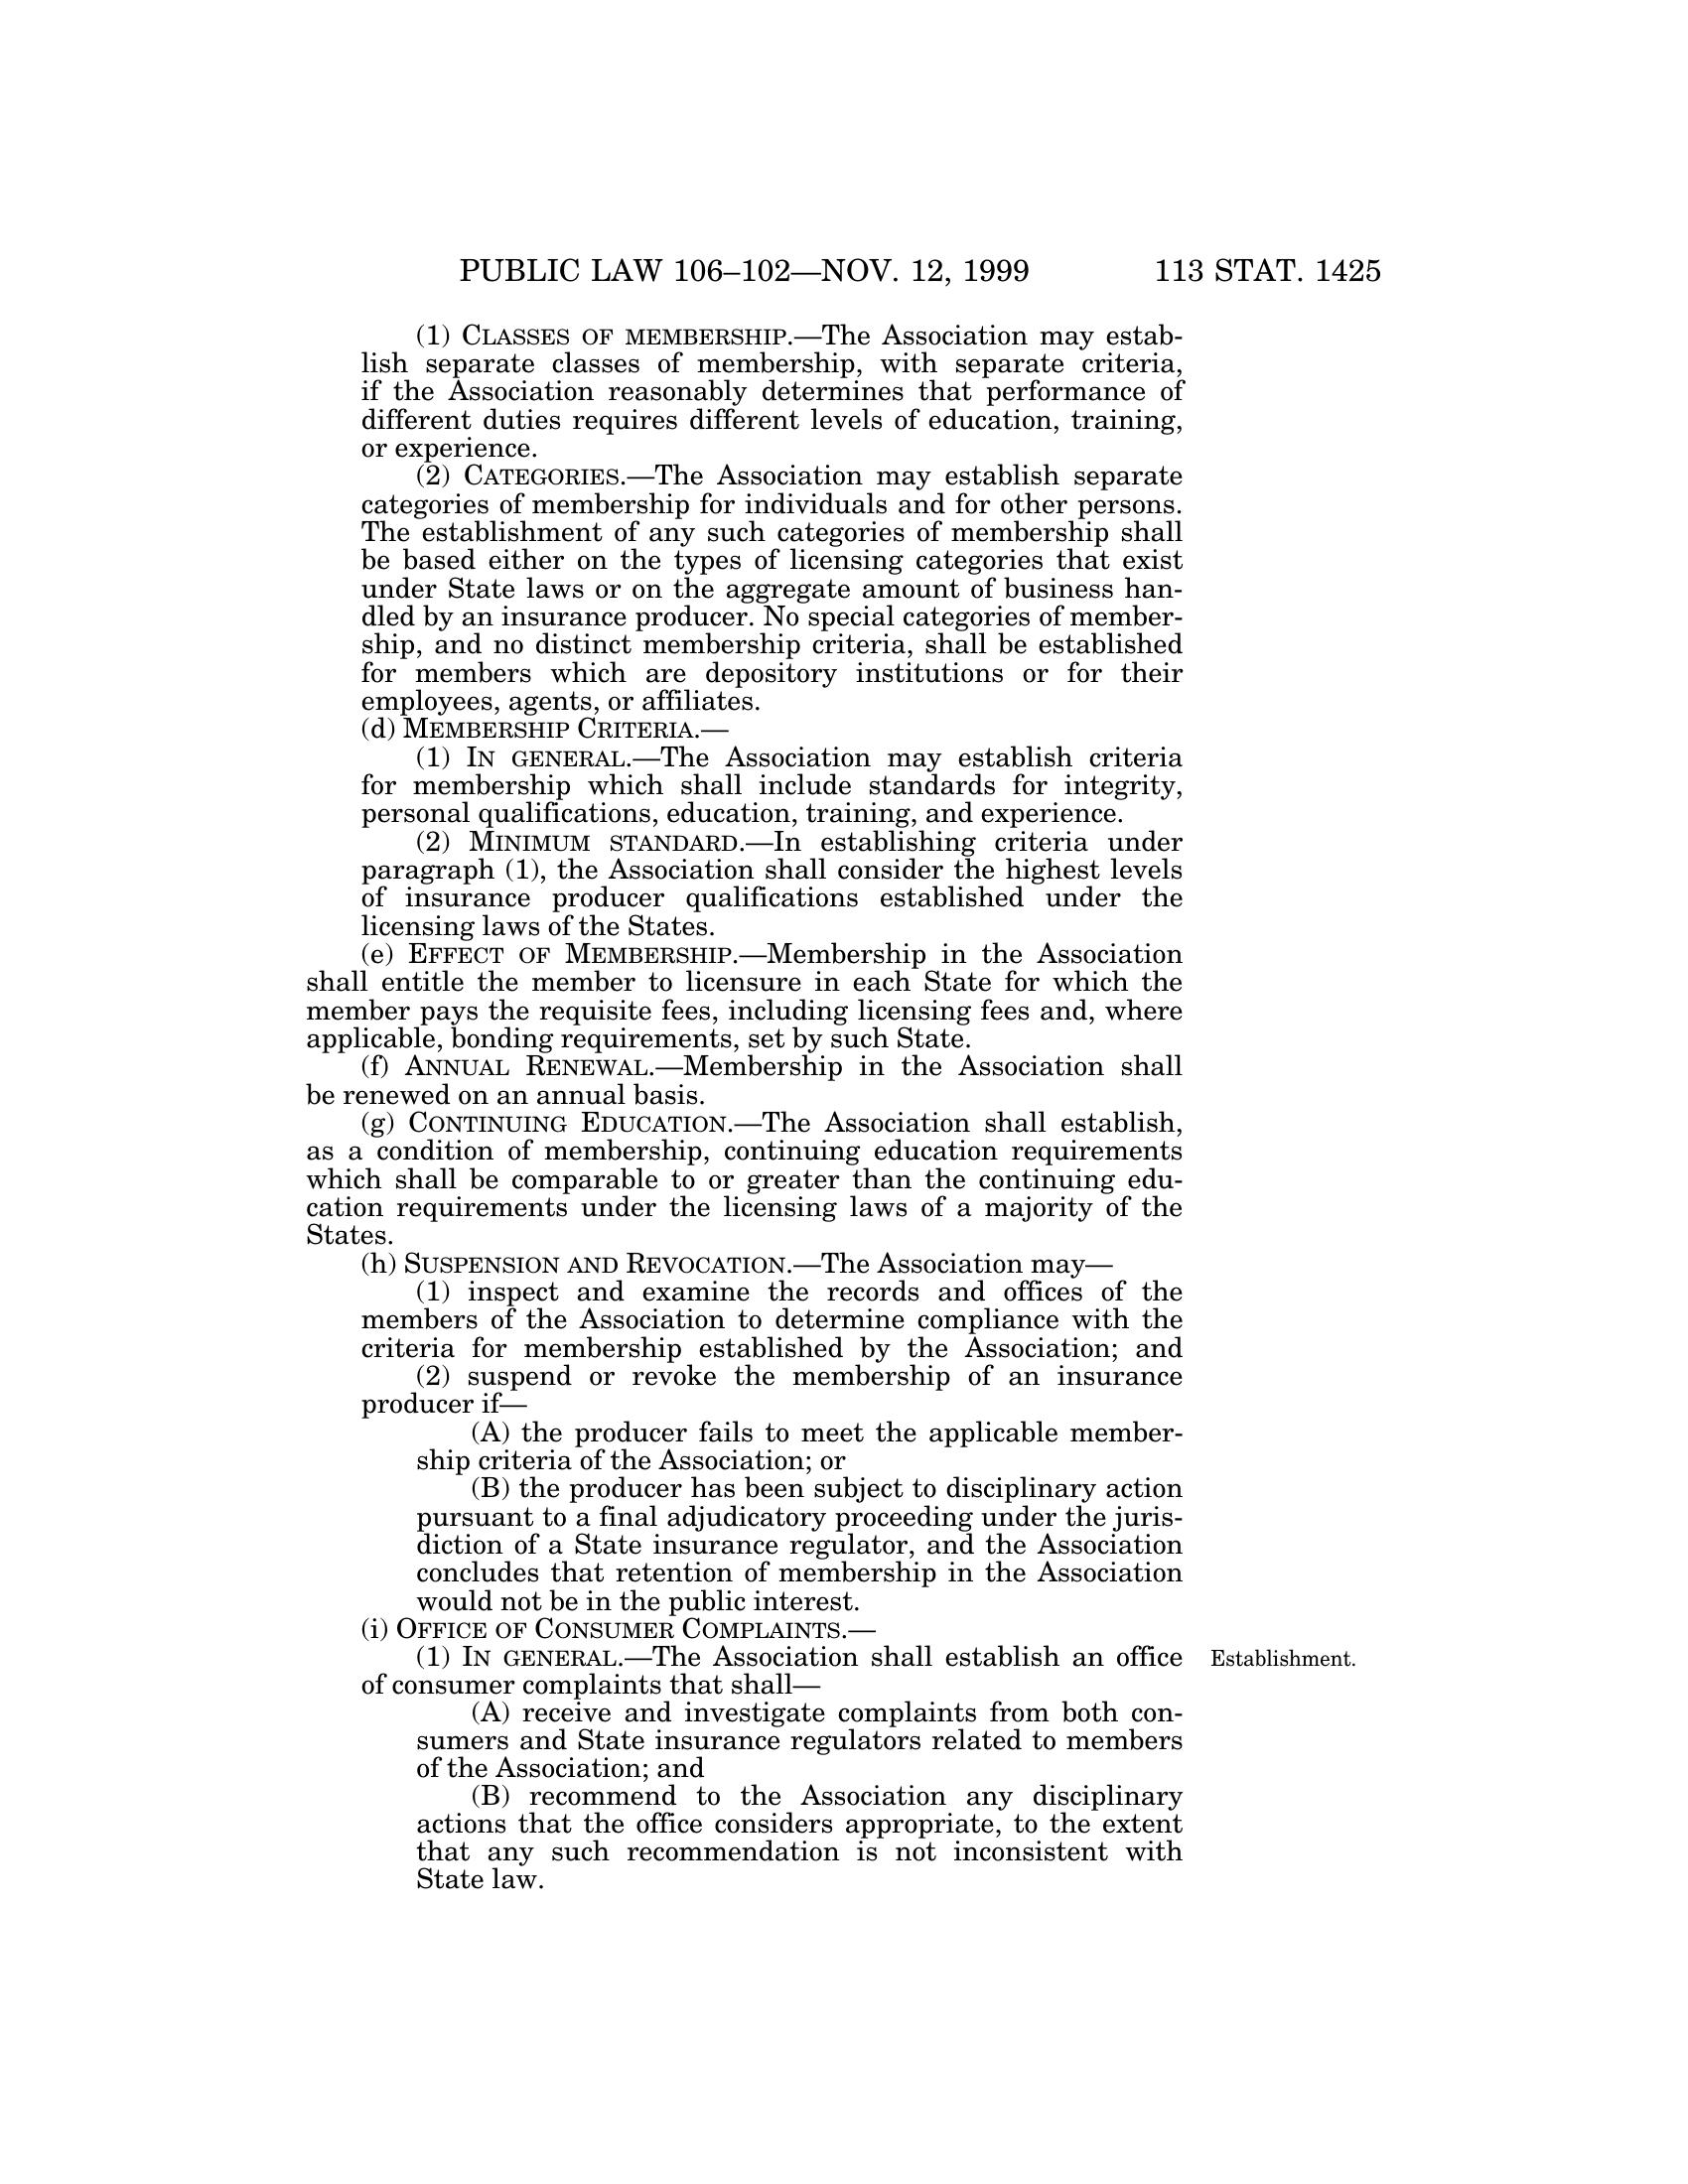 PUBLIC LAW 106–102—NOV. 12, 1999 113 STAT. 1425
(1) CLASSES OF MEMBERSHIP.—The Association may estab-
lish separate classes of membership, with separate criteria,
if the Association reasonably determines that performance of
different duties requires different levels of education, training,
or experience.
(2) CATEGORIES.—The Association may establish separate
categories of membership for individuals and for other persons.
The establishment of any such categories of membership shall
be based either on the types of licensing categories that exist
under State laws or on the aggregate amount of business han-
dled by an insurance producer. No special categories of member-
ship, and no distinct membership criteria, shall be established
for members which are depository institutions or for their
employees, agents, or affiliates.
(d) MEMBERSHIP CRITERIA.—
(1) IN GENERAL.—The Association may establish criteria
for membership which shall include standards for integrity,
personal qualifications, education, training, and experience.
(2) MINIMUM STANDARD.—In establishing criteria under
paragraph (1), the Association shall consider the highest levels
of insurance producer qualifications established under the
licensing laws of the States.
(e) EFFECT OF MEMBERSHIP.—Membership in the Association
shall entitle the member to licensure in each State for which the
member pays the requisite fees, including licensing fees and, where
applicable, bonding requirements, set by such State.
(f) ANNUAL RENEWAL.—Membership in the Association shall
be renewed on an annual basis.
(g) CONTINUING EDUCATION.—The Association shall establish,
as a condition of membership, continuing education requirements
which shall be comparable to or greater than the continuing edu-
cation requirements under the licensing laws of a majority of the
States.
(h) SUSPENSION AND REVOCATION.—The Association may—
(1) inspect and examine the records and offices of the
members of the Association to determine compliance with the
criteria for membership established by the Association; and
(2) suspend or revoke the membership of an insurance
producer if—
(A) the producer fails to meet the applicable member-
ship criteria of the Association; or
(B) the producer has been subject to disciplinary action
pursuant to a final adjudicatory proceeding under the juris-
diction of a State insurance regulator, and the Association
concludes that retention of membership in the Association
would not be in the public interest.
(i) OFFICE OF CONSUMER COMPLAINTS.—
(1) IN GENERAL.—The Association shall establish an office Establishment.
of consumer complaints that shall—
(A) receive and investigate complaints from both con-
sumers and State insurance regulators related to members
of the Association; and
(B) recommend to the Association any disciplinary
actions that the office considers appropriate, to the extent
that any such recommendation is not inconsistent with
State law.